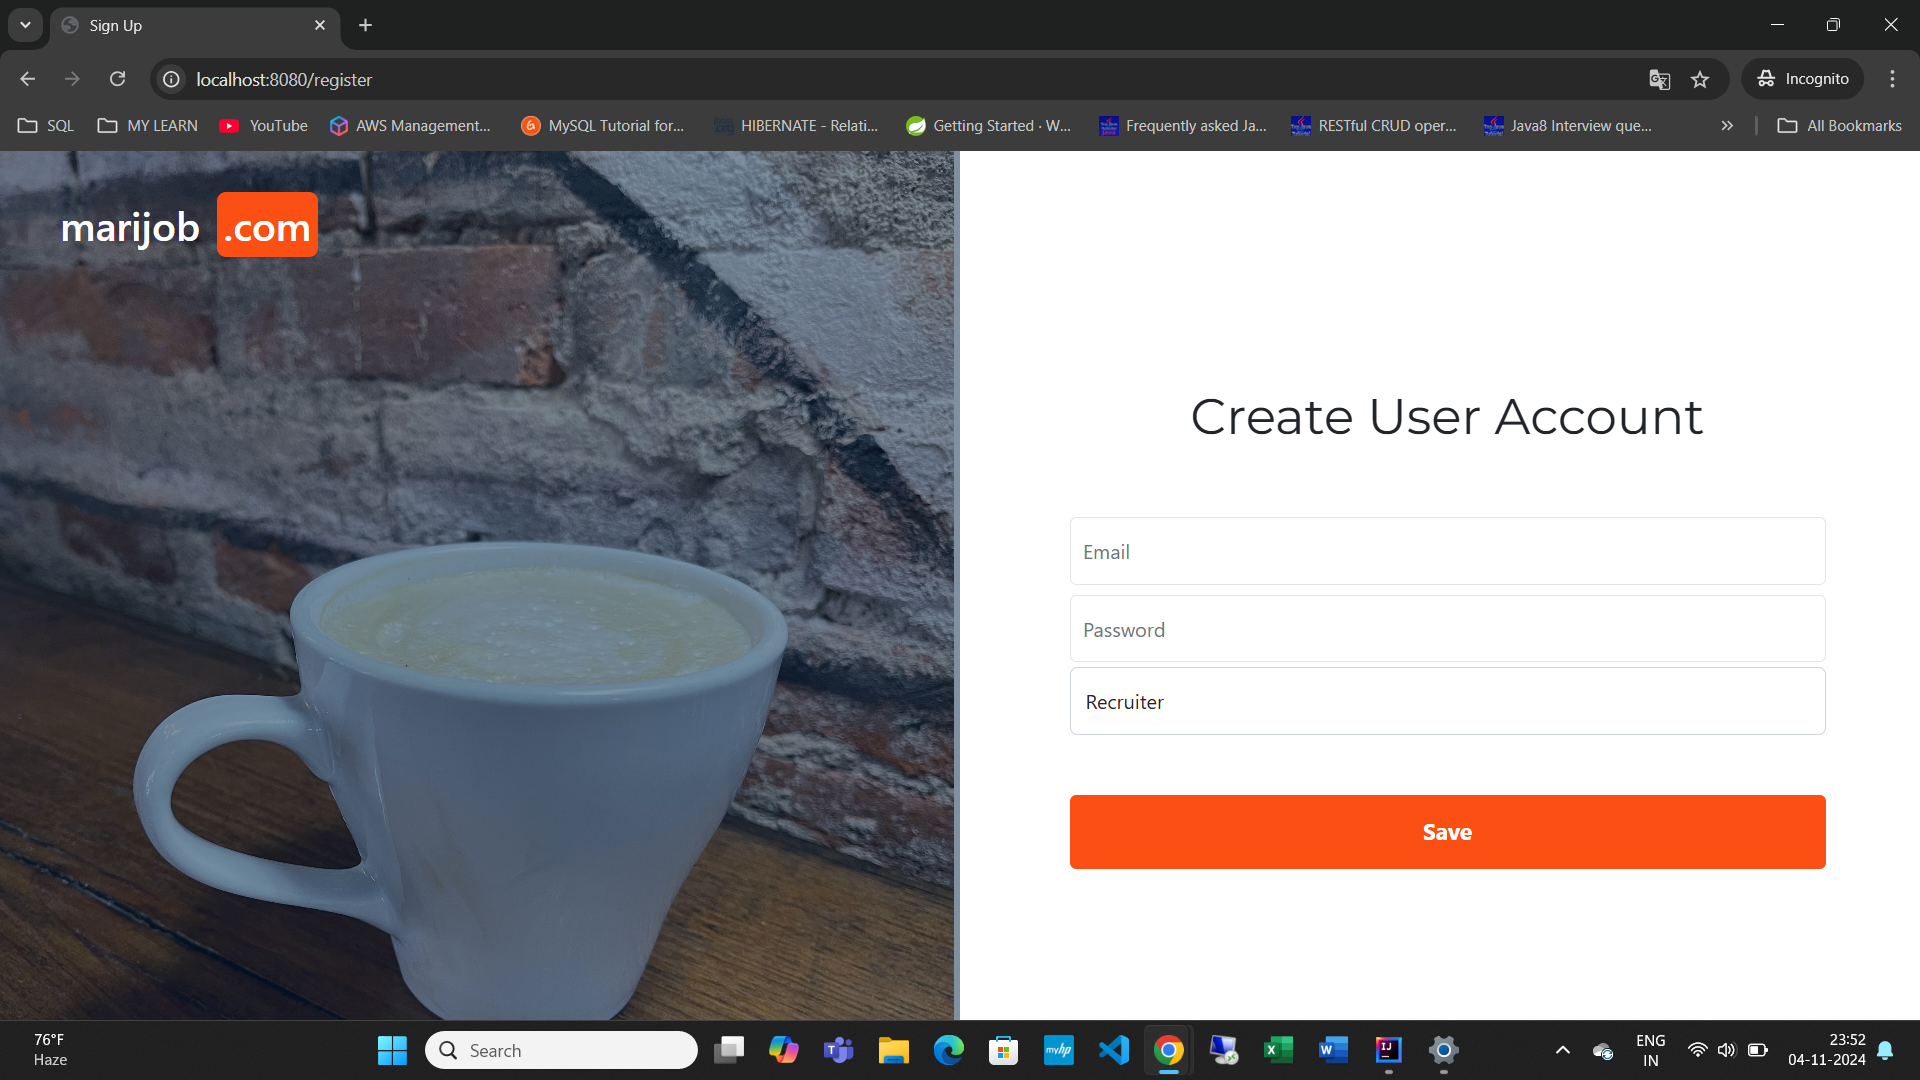 Sign Up
localhost:8080/register
Incognito
SQL
MY LEARN
YouTube
AWS Management...
MySQL Tutorial for...
HIBERNATE - Relati...
Getting Started · W...
Frequently asked Ja...
RESTful CRUD oper...
Java8 Interview que...
All Bookmarks
marijob .com
Create User Account
Email
Password
Recruiter
Save
76°F
Haze
Search
ENG
IN
23:52
04-11-2024